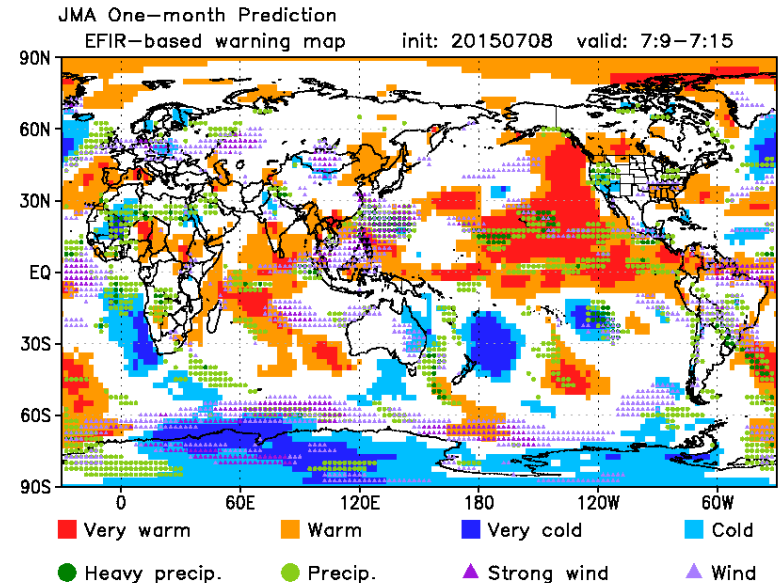 JMA One-month Prediction
EFIR-based warning map init: 20150708 valid: 7:9-7:15
90N
60N
30N
EQ
30S
60S
90S
0 60E 120E 180 120W 60W
Very warm Warm Very cold Cold
Heavy precip. Precip. Strong wind Wind